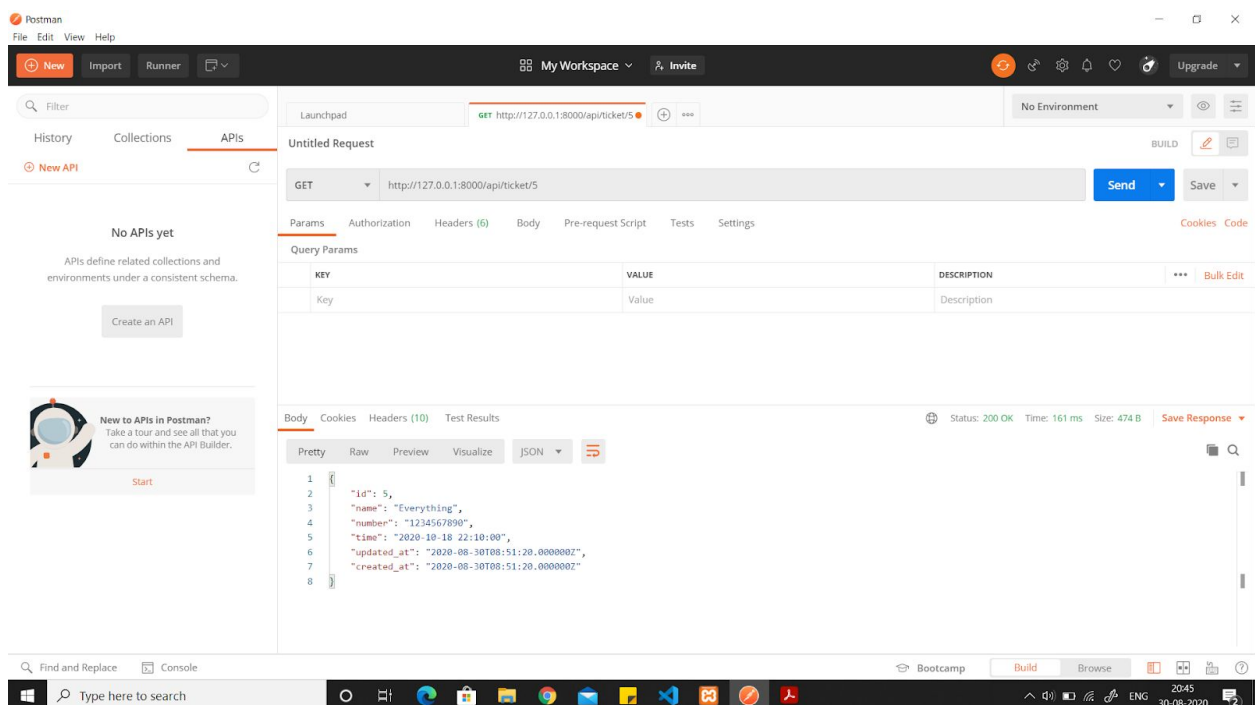 Postman
File Edit View Help
New Import Runner My Workspace Invite Upgrade
Filter
History Collections APIs
New API
No APIs yet
APIs define related collections and
environments under a consistent schema.
Create an API
New to APIs in Postman?
Take a tour and see all that you
can do within the API Builder.
Start
Launchpad GET http://127.0.0.1:8000/api/ticket/5 No Environment
Untitled Request BUILD
GET http://127.0.0.1:8000/api/ticket/5 Send Save
Params Authorization Headers (6) Body Pre-request Script Tests Settings Cookies Code
Query Params
KEY VALUE DESCRIPTION Bulk Edit
Key Value Description
Body Cookies Headers (10) Test Results Status: 200 OK Time: 161 ms Size: 474 B Save Response
Pretty Raw Preview Visualize JSON
1 {
2 "id": 5,
3 "name": "Everything",
4 "number": "1234567890",
5 "time": "2020-10-18 22:10:00",
6 "updated_at": "2020-08-30T08:51:20.000000Z",
7 "created_at": "2020-08-30T08:51:20.000000Z"
8 }
Find and Replace Console Bootcamp Build Browse
Type here to search ENG 20:45
30-08-2020